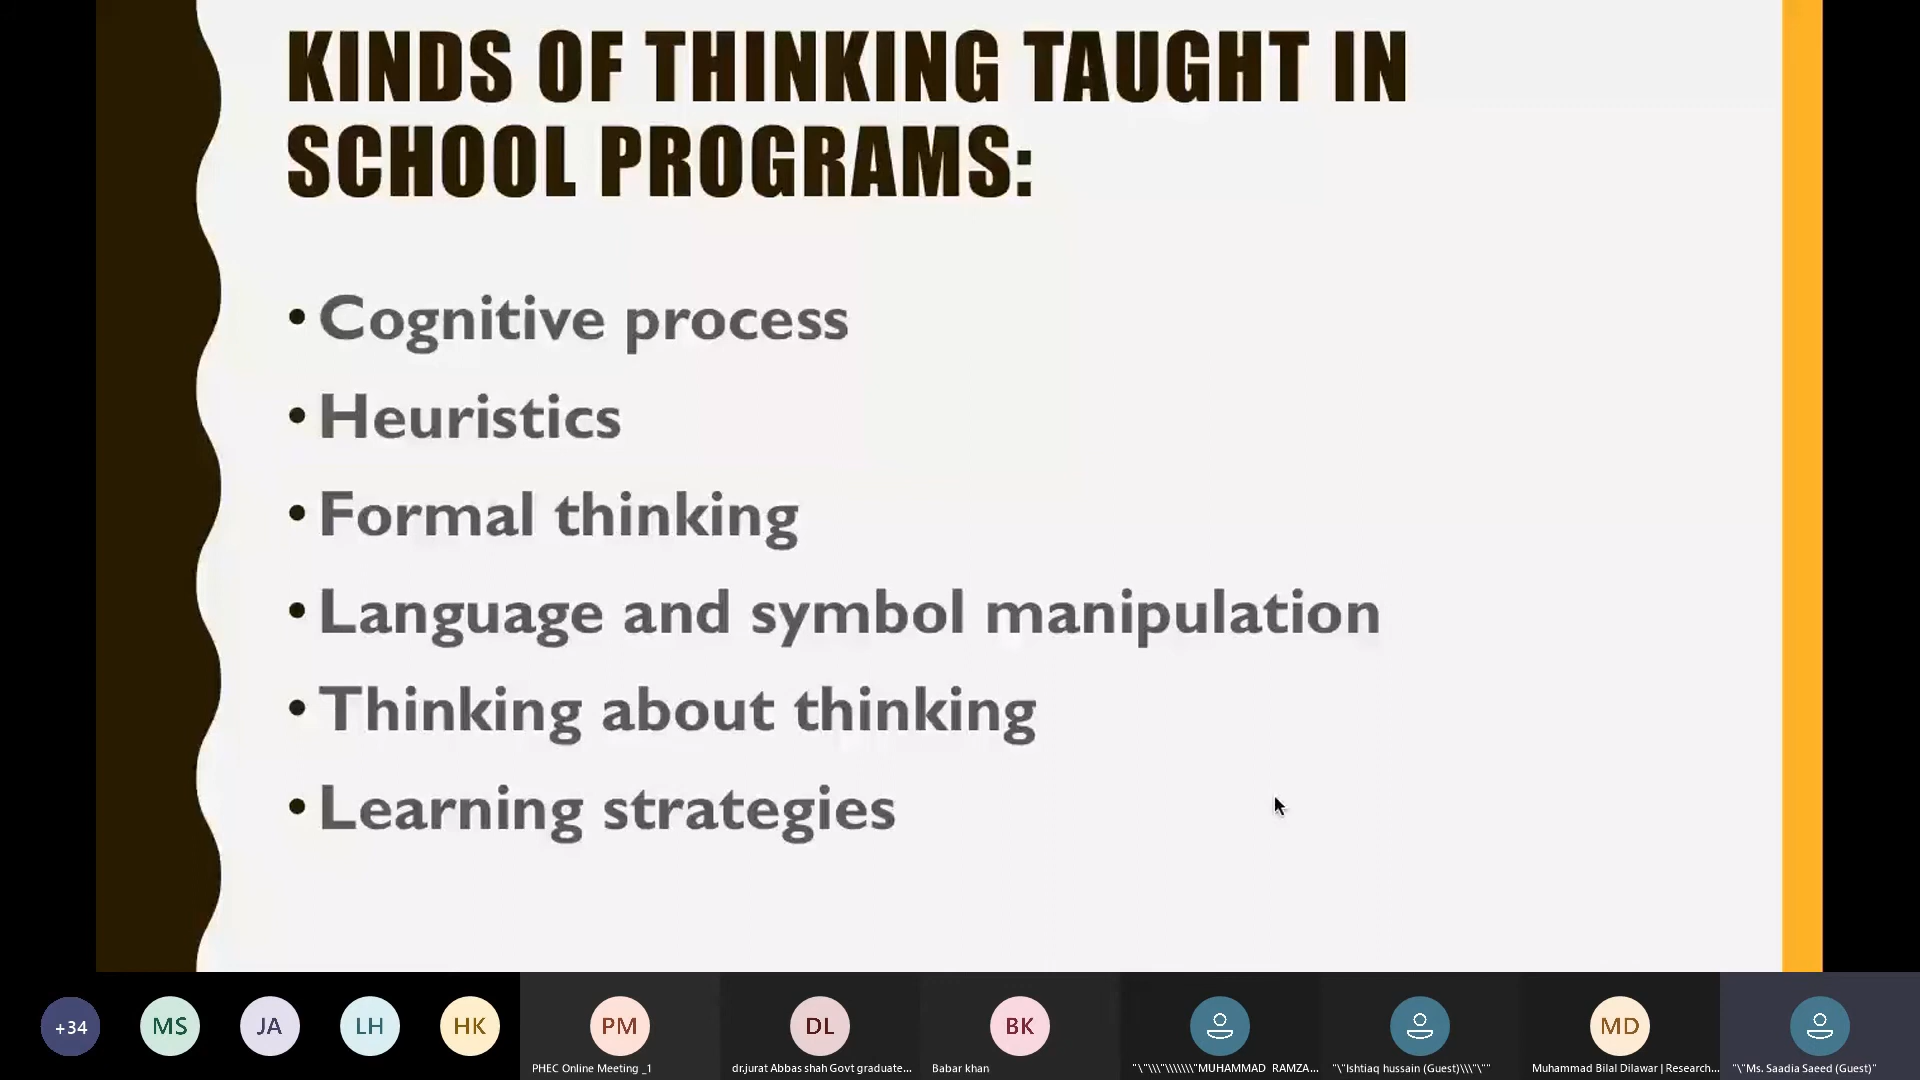 KINDS OF THINKING TAUGHT IN
SCHOOL PROGRAMS:
• Cognitive process
• Heuristics
• Formal thinking
• Language and symbol manipulation
• Thinking about thinking
• Learning strategies
+34
MS
JA
LH
HK
PM
DL
BK
MD
PHEC Online Meeting _1
dr.jurat Abbas shah Govt graduate...
Babar khan
"\"\\\"\\\\\\\"MUHAMMAD RAMZA...
"\"Ishtiaq hussain (Guest)\\\"\""
Muhammad Bilal Dilawar | Research...
"\"Ms. Saadia Saeed (Guest)"